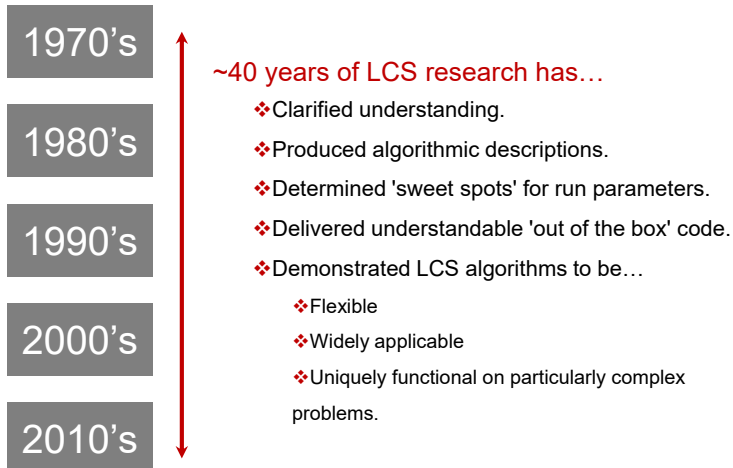 1970’s
1980’s
1990’s
2000’s
2010’s
~40 years of LCS research has…
❖Clarified understanding.
❖Produced algorithmic descriptions.
❖Determined 'sweet spots' for run parameters.
❖Delivered understandable 'out of the box' code.
❖Demonstrated LCS algorithms to be…
❖Flexible
❖Widely applicable
❖Uniquely functional on particularly complex
problems.